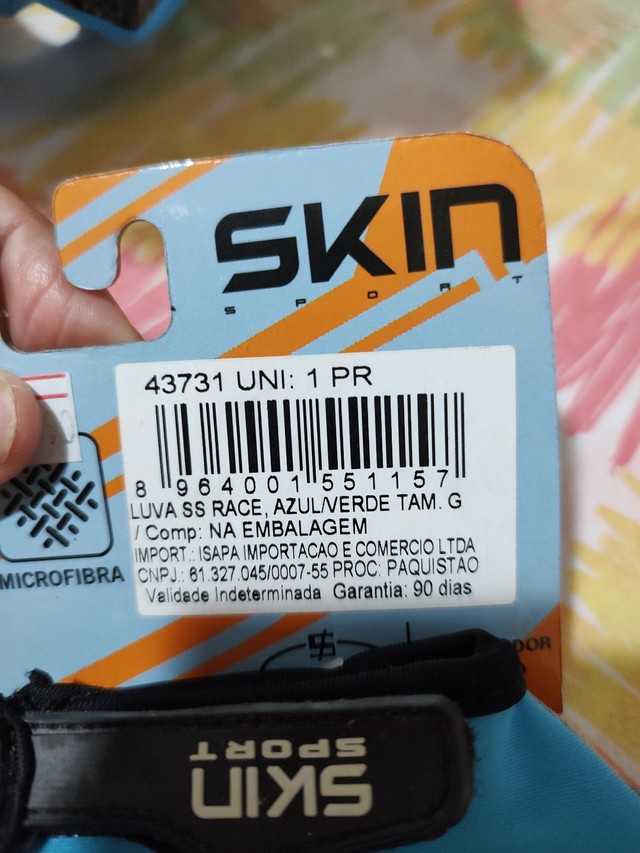 SKIN
SPORT
43731 UNI: 1 PR
8 964001 551157
LUVA SS RACE, AZUL/VERDE TAM. G
/ Comp: NA EMBALAGEM
IMPORT.: ISAPA IMPORTACAO E COMERCIO LTDA
CNPJ.: 61.327.045/0007-55 PROC: PAQUISTAO
Validade Indeterminada Garantia: 90 dias
MICROFIBRA
SKIN
SPORT